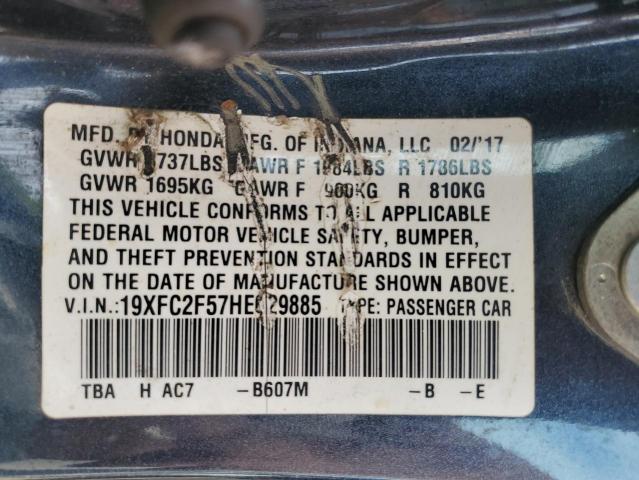 MFD. BY HONDA MFG. OF INDIANA, LLC 02/'17
GVWR 3737LBS GAWR F 1984LBS R 1786LBS
GVWR 1695KG GAWR F 900KG R 810KG
THIS VEHICLE CONFORMS TO ALL APPLICABLE
FEDERAL MOTOR VEHICLE SAFETY, BUMPER,
AND THEFT PREVENTION STANDARDS IN EFFECT
ON THE DATE OF MANUFACTURE SHOWN ABOVE.
V.I.N.: TYPE: PASSENGER CAR
TBA H AC7 -B607M -B -E